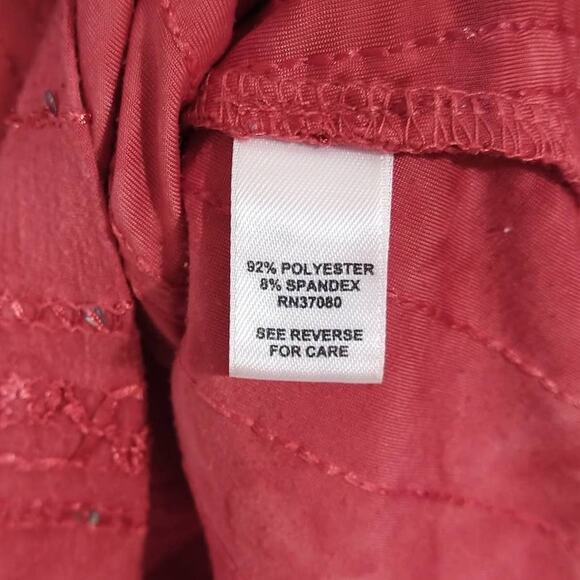 92% POLYESTER
8% SPANDEX
RN37080
SEE REVERSE
FOR CARE